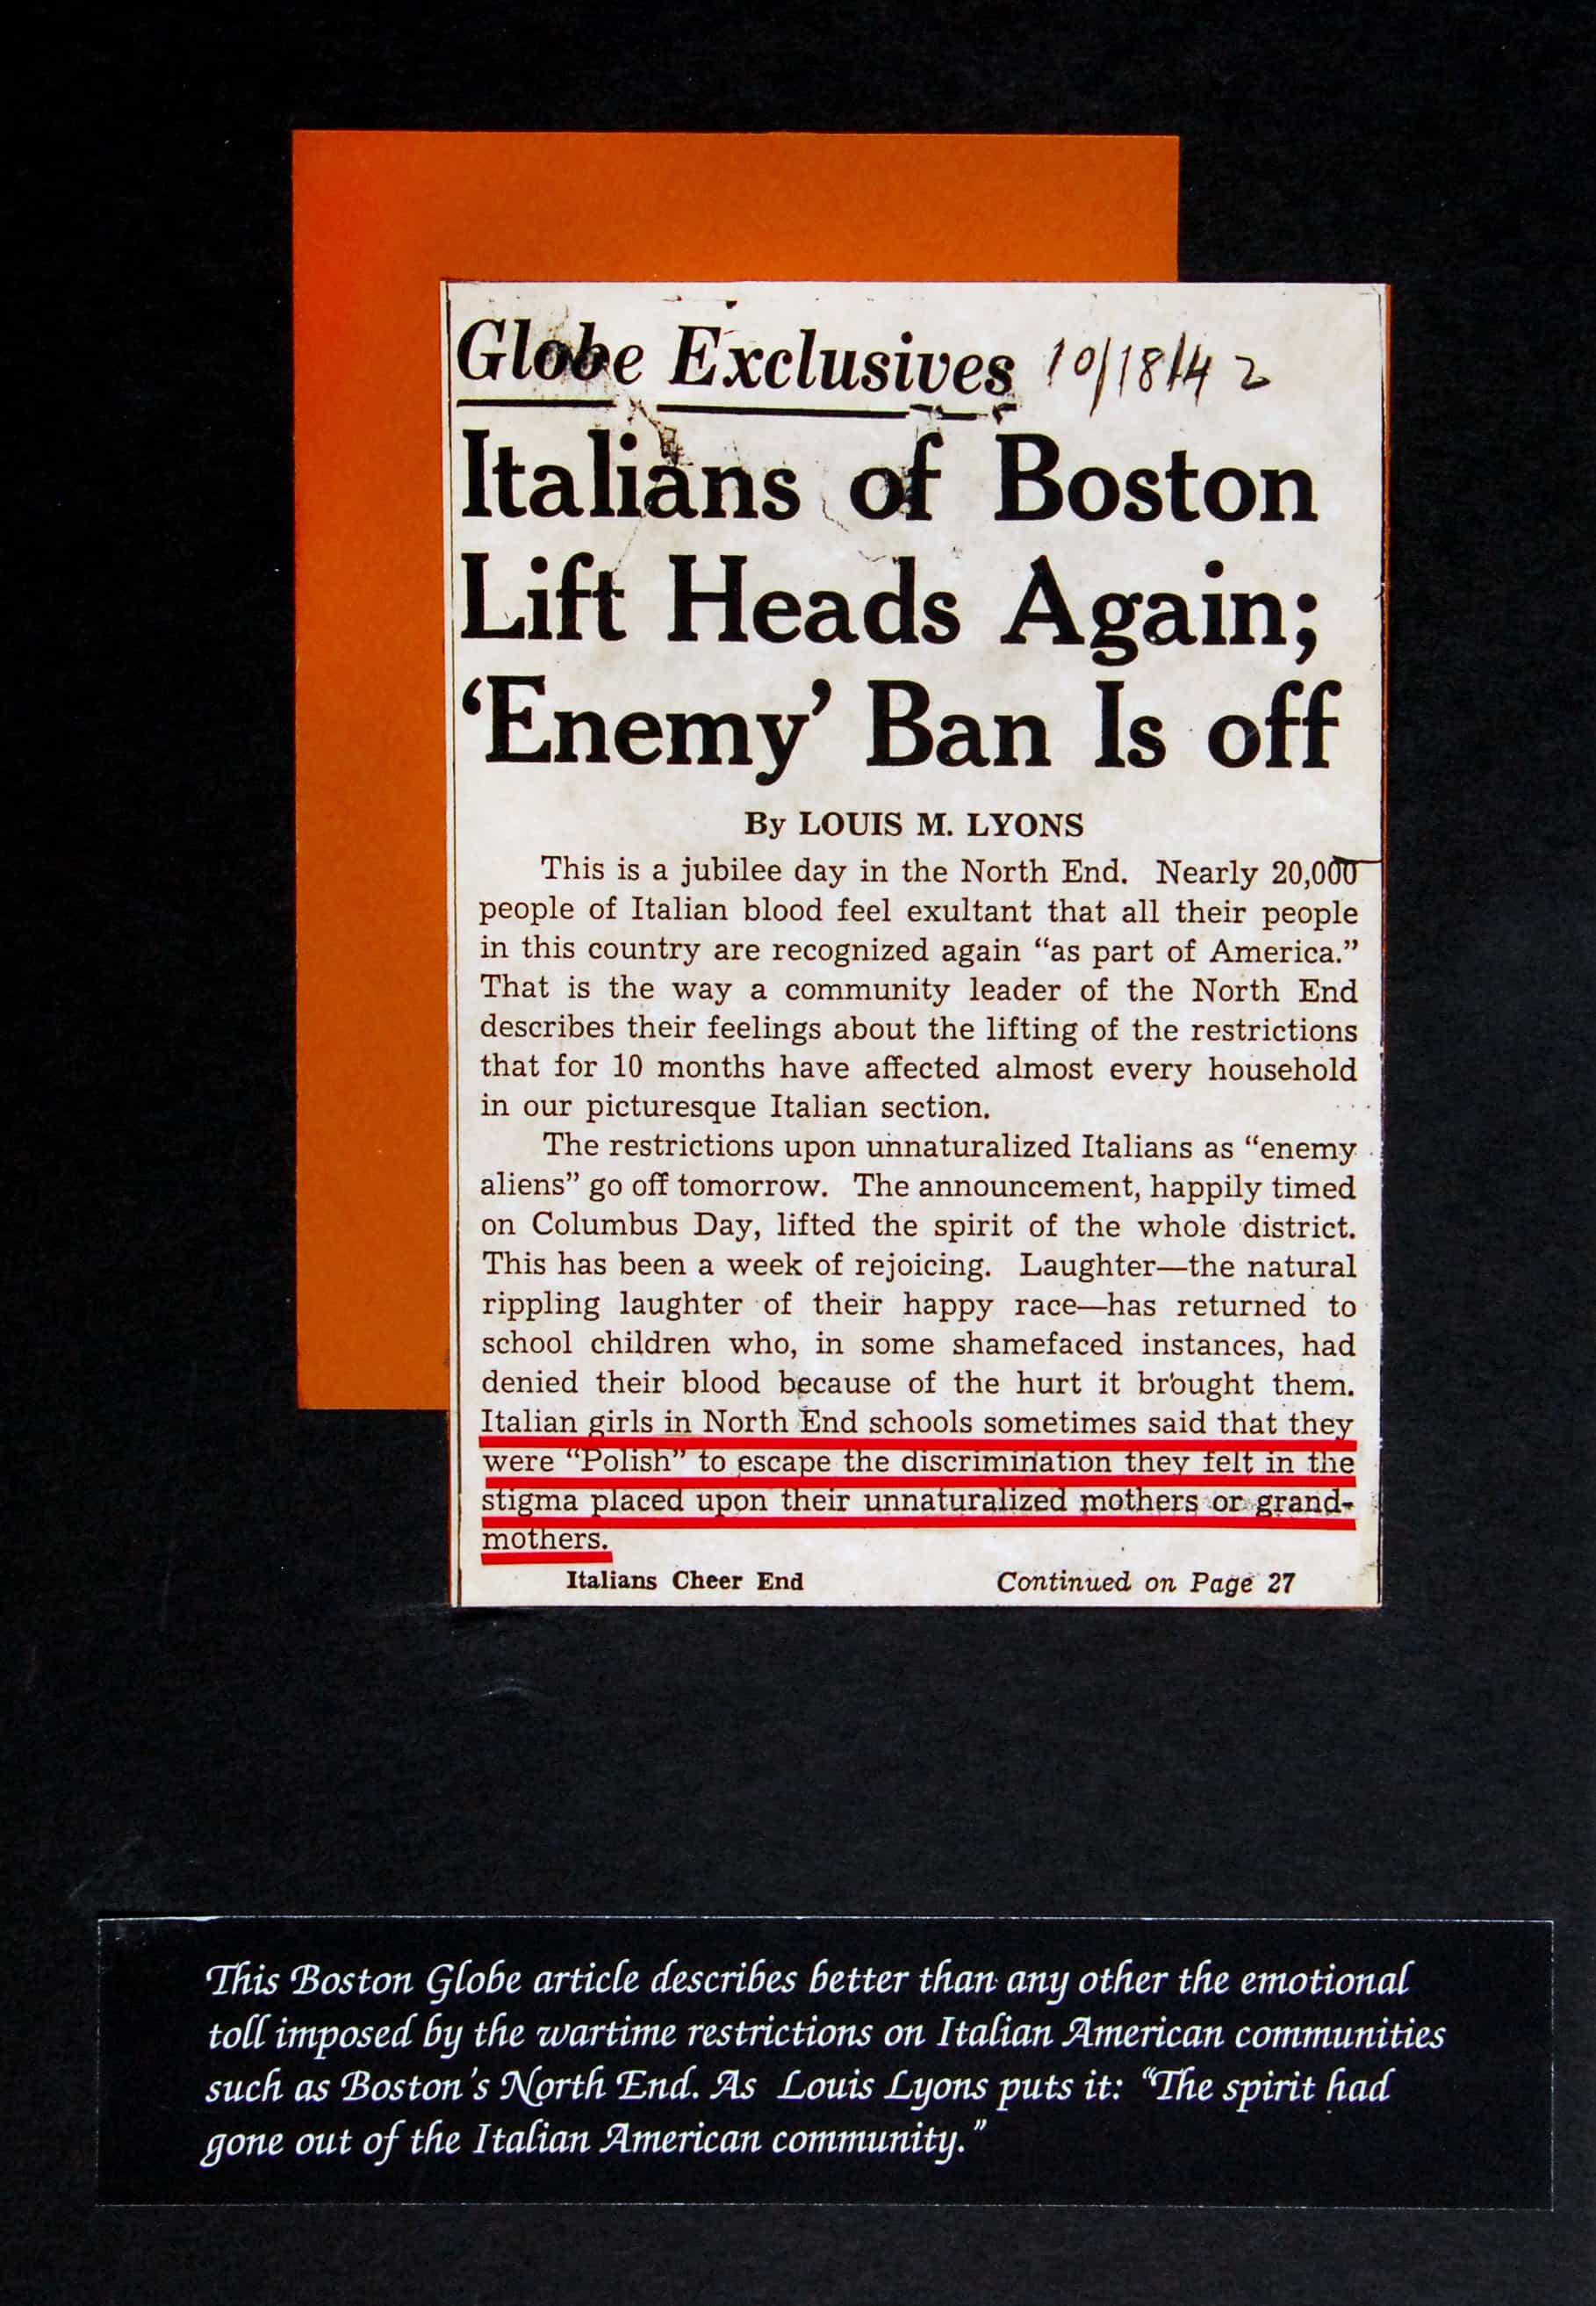 Globe Exclusives 10/18/42
Italians of Boston
Lift Heads Again;
‘Enemy’ Ban Is off
By LOUIS M. LYONS
This is a jubilee day in the North End. Nearly 20,000
people of Italian blood feel exultant that all their people
in this country are recognized again “as part of America.”
That is the way a community leader of the North End
describes their feelings about the lifting of the restrictions
that for 10 months have affected almost every household
in our picturesque Italian section.
The restrictions upon unnaturalized Italians as “enemy
aliens” go off tomorrow. The announcement, happily timed
on Columbus Day, lifted the spirit of the whole district.
This has been a week of rejoicing. Laughter—the natural
rippling laughter of their happy race—has returned to
school children who, in some shamefaced instances, had
denied their blood because of the hurt it brought them.
Italian girls in North End schools sometimes said that they
were “Polish” to escape the discrimination they felt in the
stigma placed upon their unnaturalized mothers or grand-
mothers.
Italians Cheer End Continued on Page 27
This Boston Globe article describes better than any other the emotional
toll imposed by the wartime restrictions on Italian American communities
such as Boston's North End. As Louis Lyons puts it: “The spirit had
gone out of the Italian American community.”